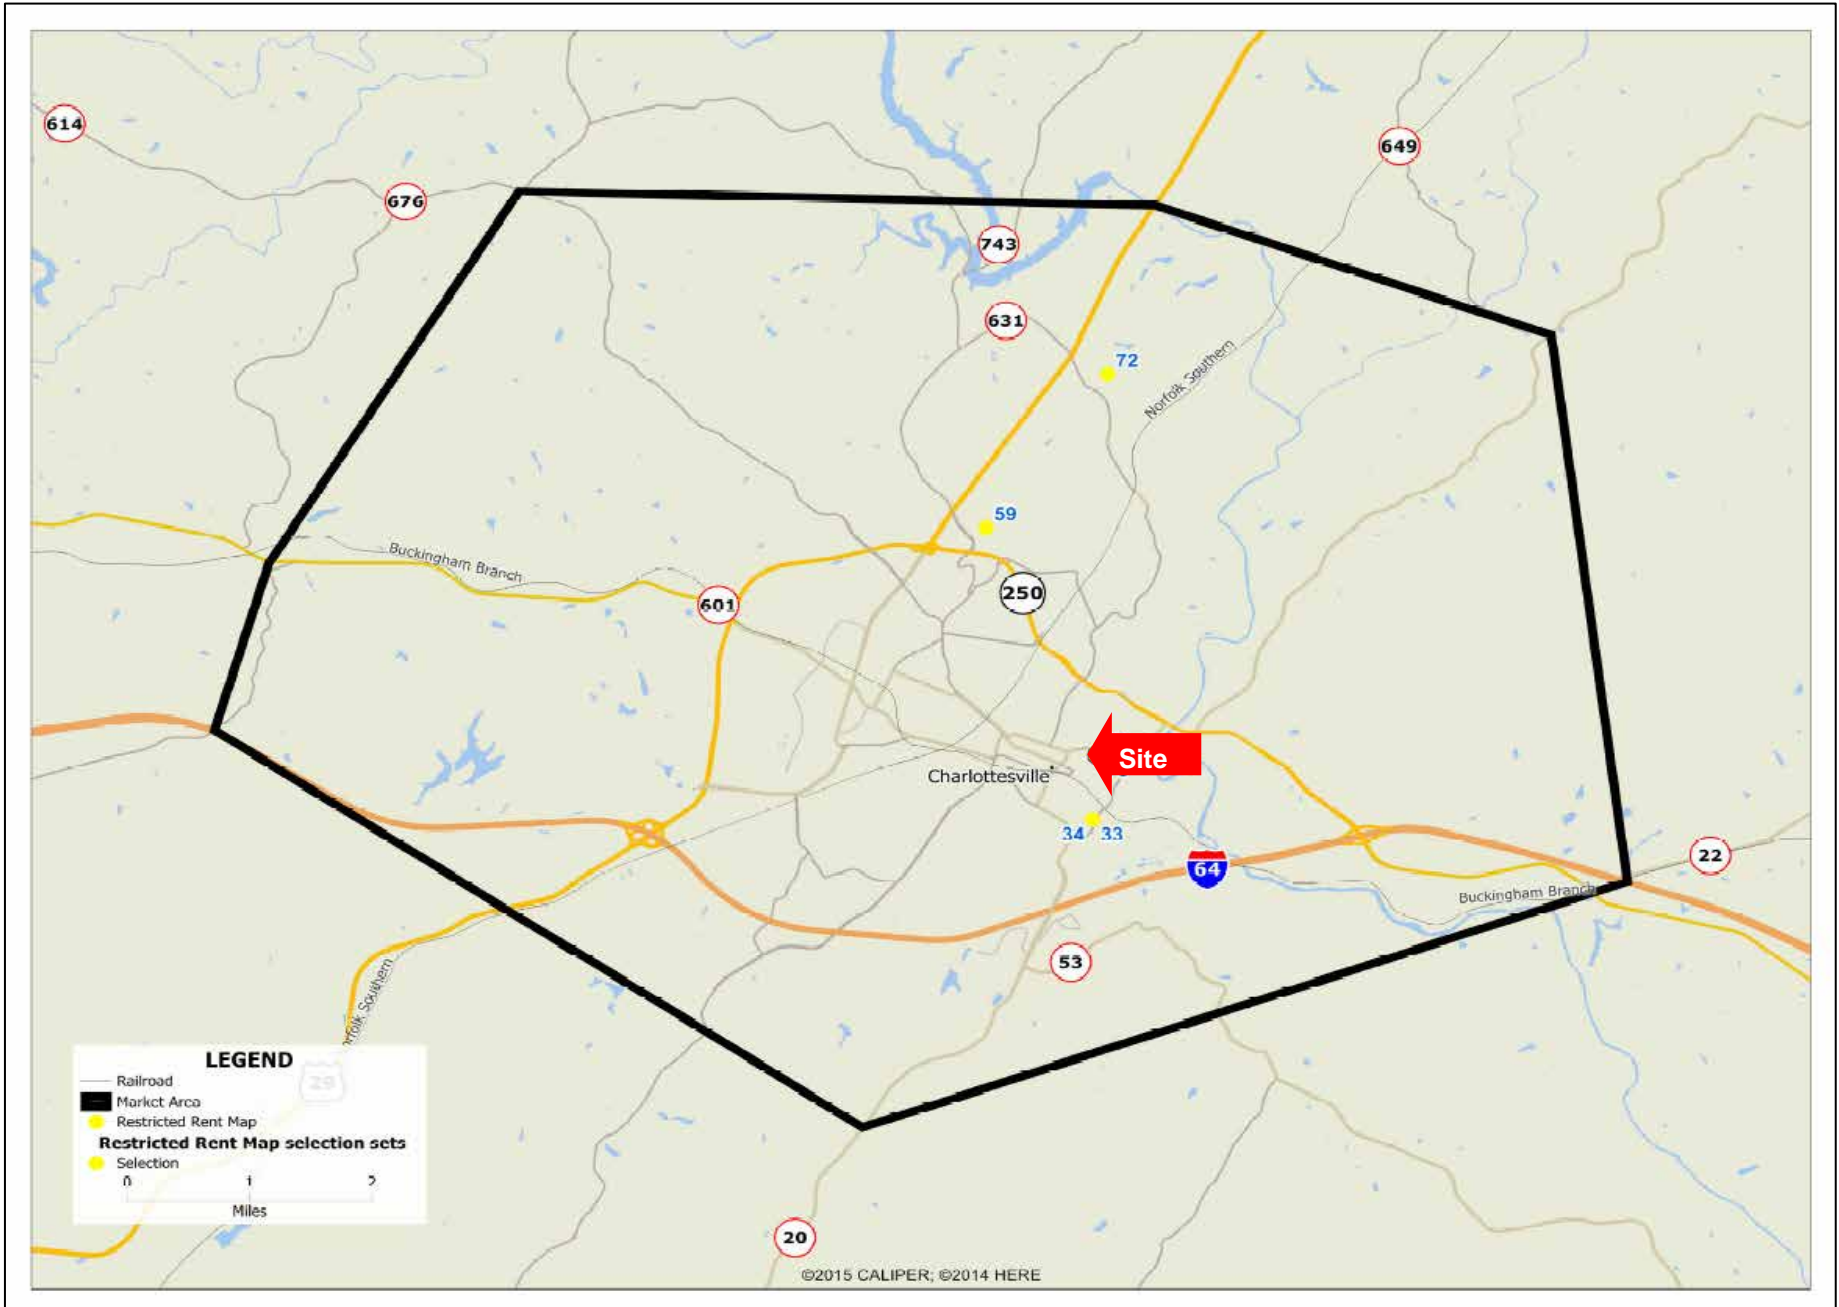 614
649
676
743
631
72
Norfolk Southern
59
Buckingham Branch
250
601
Site
Charlottesville
34 33
64
22
Buckingham Branch
53
orfolk Southern
LEGEND
29
Railroad
Market Area
Restricted Rent Map
Restricted Rent Map selection sets
Selection
0 1 2
Miles
20
©2015 CALIPER; ©2014 HERE